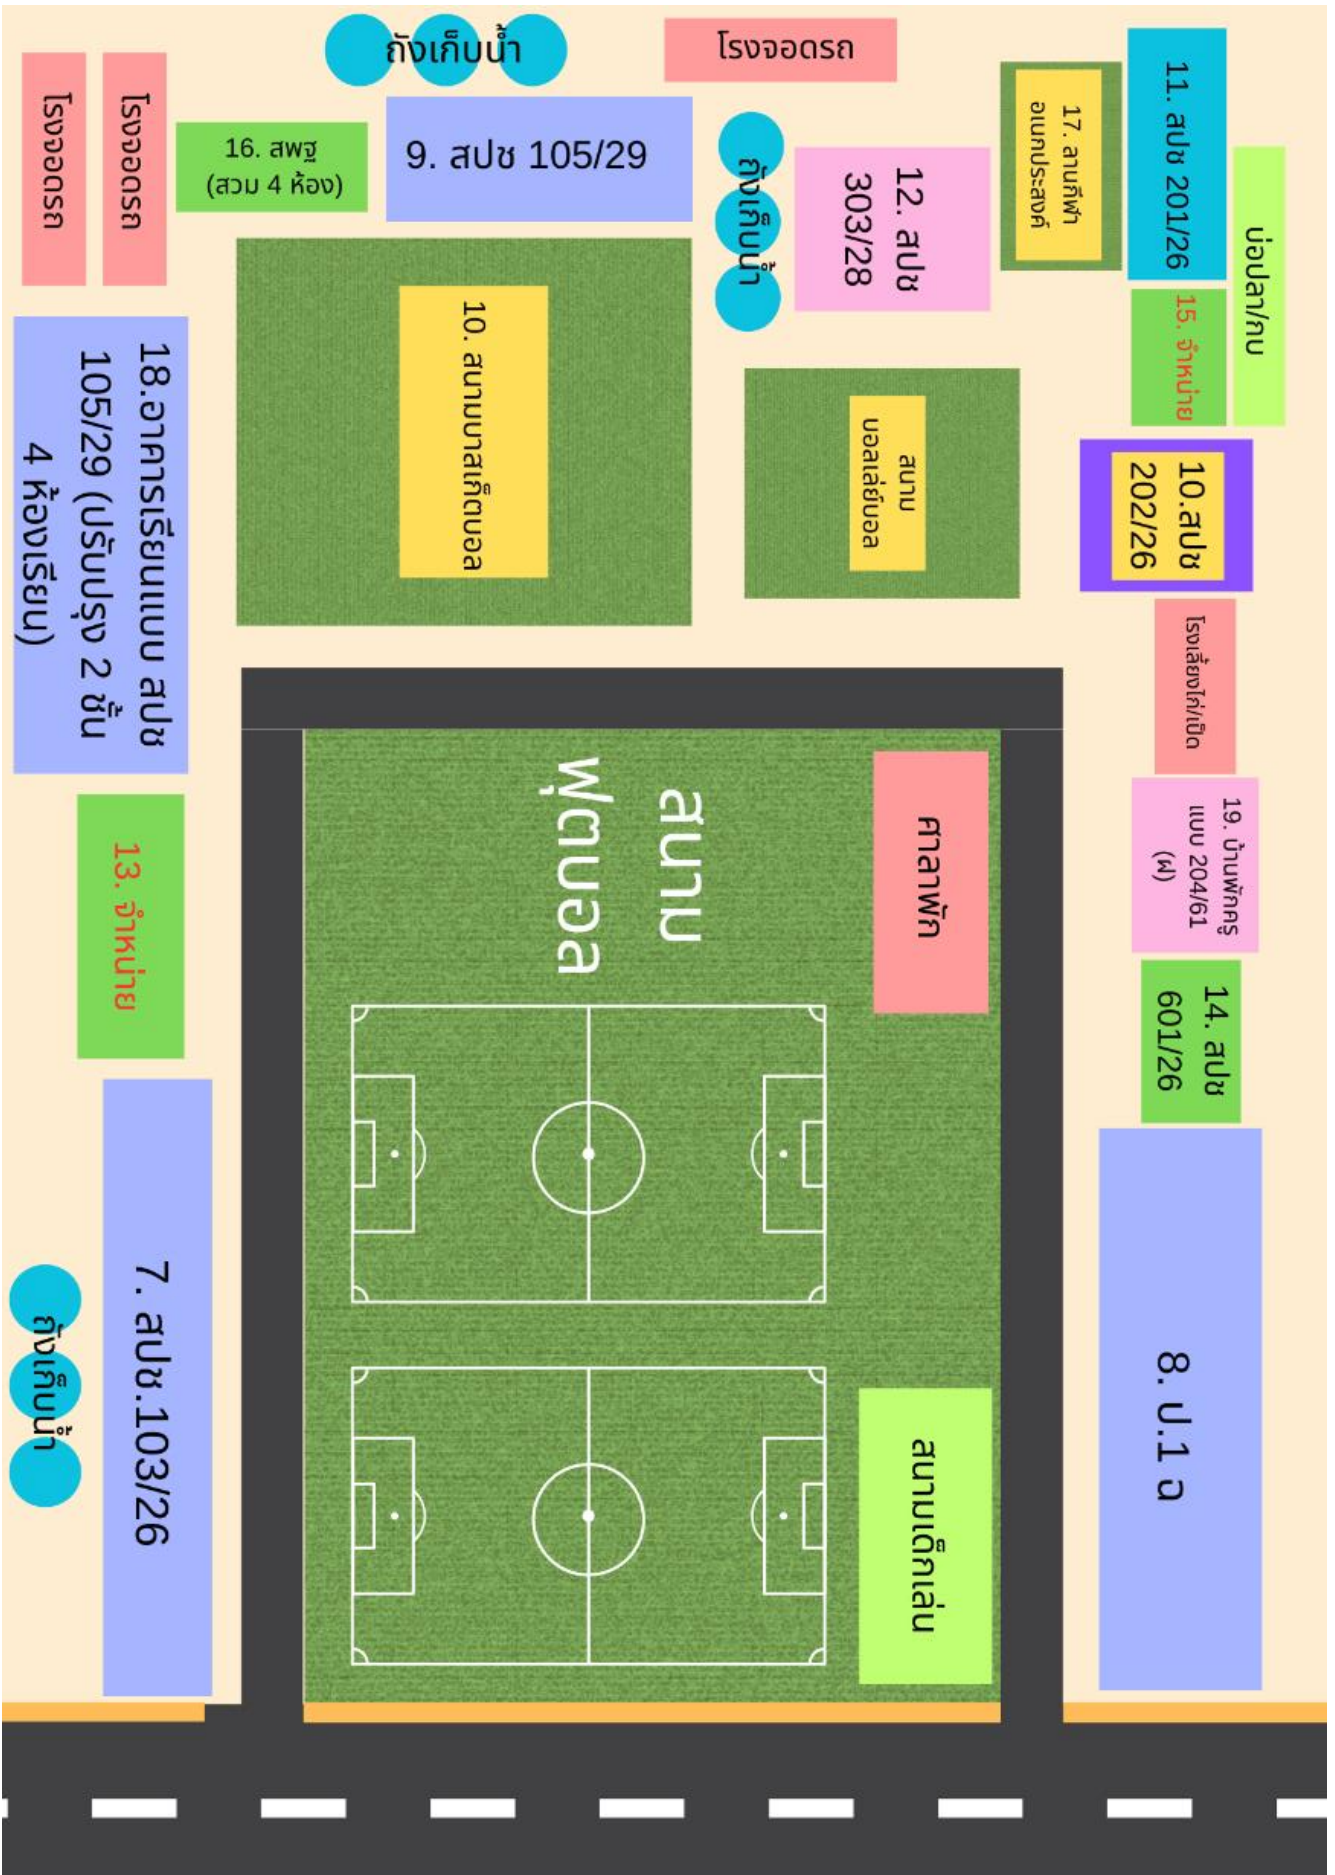 ถังเก็บน้ำ
โรงจอดรถ
โรงจอดรถ
โรงจอดรถ
16. สพฐ
(สวม 4 ห้อง)
9. สปช 105/29
ถังเก็บน้ำ
12. สปช
303/28
17. ลานกีฬา
อเนกประสงค์
11. สปช 201/26
บ่อปลา/กบ
15. จำหน่าย
18.อาคารเรียนแบบ สปช
105/29 (ปรับปรุง 2 ชั้น
4 ห้องเรียน)
10. สนามบาสเก็ตบอล
สนาม
บอลเล่ย์บอล
10.สปช
202/26
โรงเลี้ยงไก่/เป็ด
19. บ้านพักครู
แบบ 204/61
(ฝ)
14. สปช
601/26
13. จำหน่าย
สนาม
ฟุตบอล
ศาลาพัก
7. สปช.103/26
ถังเก็บน้ำ
สนามเด็กเล่น
8. ป.1 ฉ